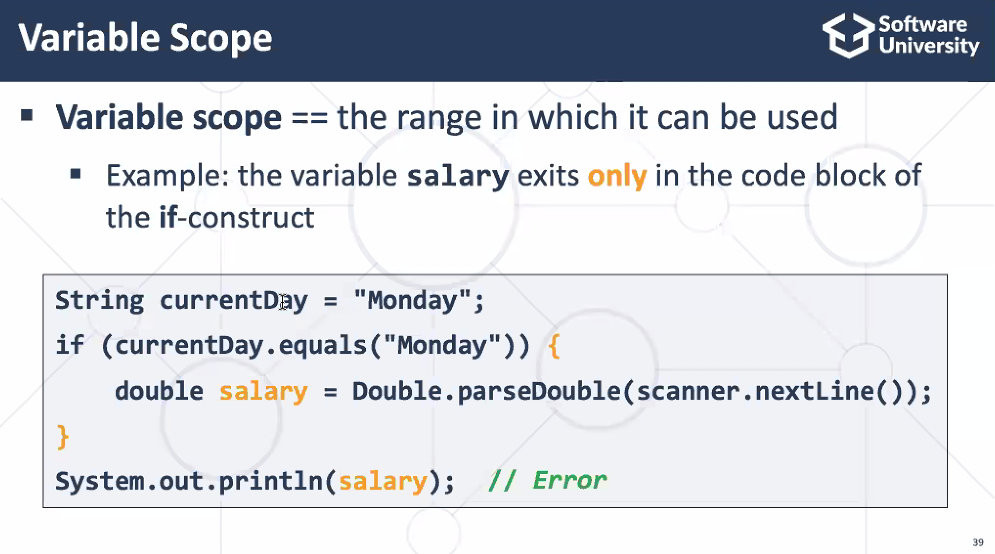 Variable Scope
Software
University
Variable scope == the range in which it can be used
Example: the variable salary exits only in the code block of
the if-construct
String currentDay = "Monday";
if (currentDay.equals("Monday")) {
double salary = Double.parseDouble(scanner.nextLine());
}
System.out.println(salary); // Error
39